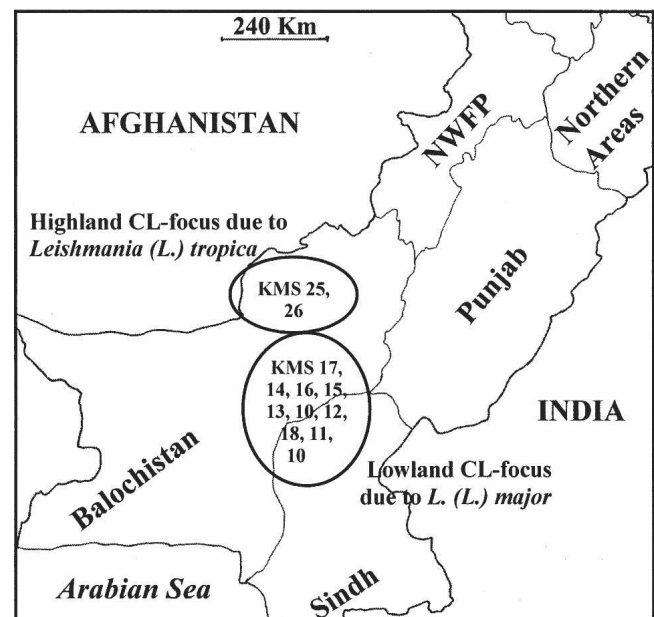 240 Km
AFGHANISTAN
NWFP
Northern
Areas
Highland CL-focus due to
Leishmania (L.) tropica
KMS 25,
26
Punjab
KMS 17,
14, 16, 15,
13, 10, 12,
18, 11,
10
INDIA
Balochistan
Lowland CL-focus
due to L. (L.) major
Arabian Sea
Sindh